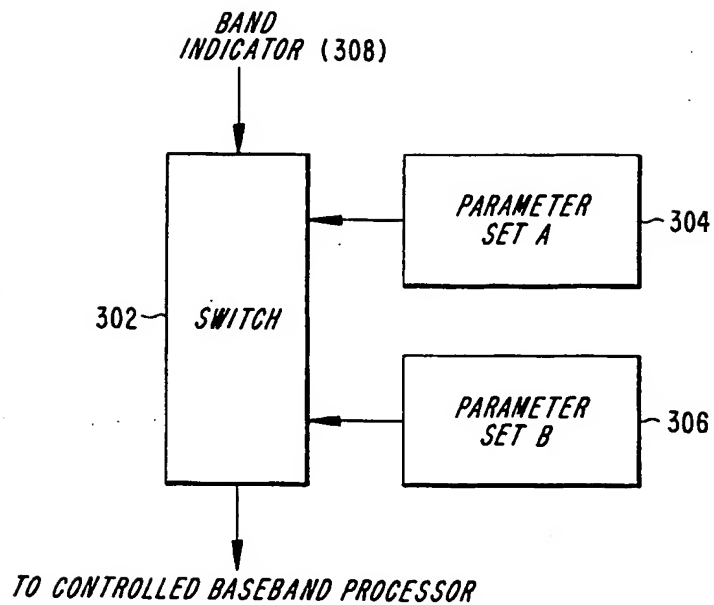 BAND
INDICATOR (308)
PARAMETER
SET A
304
302
SWITCH
PARAMETER
SET B
306
TO CONTROLLED BASEBAND PROCESSOR